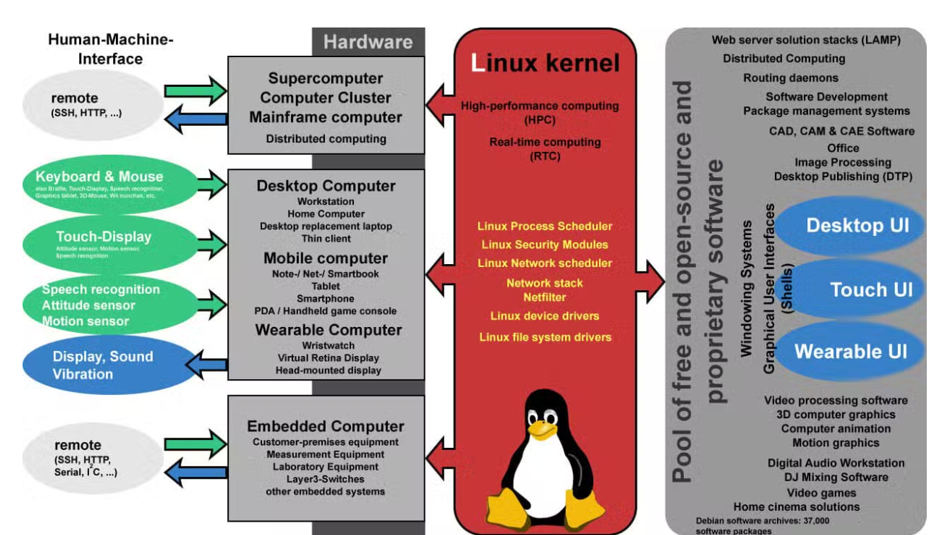 Human-Machine-
Interface
remote
(SSH, HTTP, ...)
Keyboard & Mouse
also Braille, Touch-Display, Speech recognition,
Graphics tablet, 3D-Mouse, Wii nunchak, etc.
Touch-Display
Attitude sensor, Motion sensor
Speech recognition
Speech recognition
Attitude sensor
Motion sensor
Display, Sound
Vibration
remote
(SSH, HTTP,
Serial, I²C, ...)
Hardware
Supercomputer
Computer Cluster
Mainframe computer
Distributed computing
Desktop Computer
Workstation
Home Computer
Desktop replacement laptop
Thin client
Mobile computer
Note-/ Net-/ Smartbook
Tablet
Smartphone
PDA / Handheld game console
Wearable Computer
Wristwatch
Virtual Retina Display
Head-mounted display
Embedded Computer
Customer-premises equipment
Measurement Equipment
Laboratory Equipment
Layer3-Switches
other embedded systems
Linux kernel
High-performance computing
(HPC)
Real-time computing
(RTC)
Linux Process Scheduler
Linux Security Modules
Linux Network scheduler
Network stack
Netfilter
Linux device drivers
Linux file system drivers
Pool of free and open-source and
proprietary software
Web server solution stacks (LAMP)
Distributed Computing
Routing daemons
Software Development
Package management systems
CAD, CAM & CAE Software
Office
Image Processing
Desktop Publishing (DTP)
Windowing Systems
Graphical User Interfaces
(Shells)
Desktop UI
Touch UI
Wearable UI
Video processing software
3D computer graphics
Computer animation
Motion graphics
Digital Audio Workstation
DJ Mixing Software
Video games
Home cinema solutions
Debian software archives: 37,000
software packages